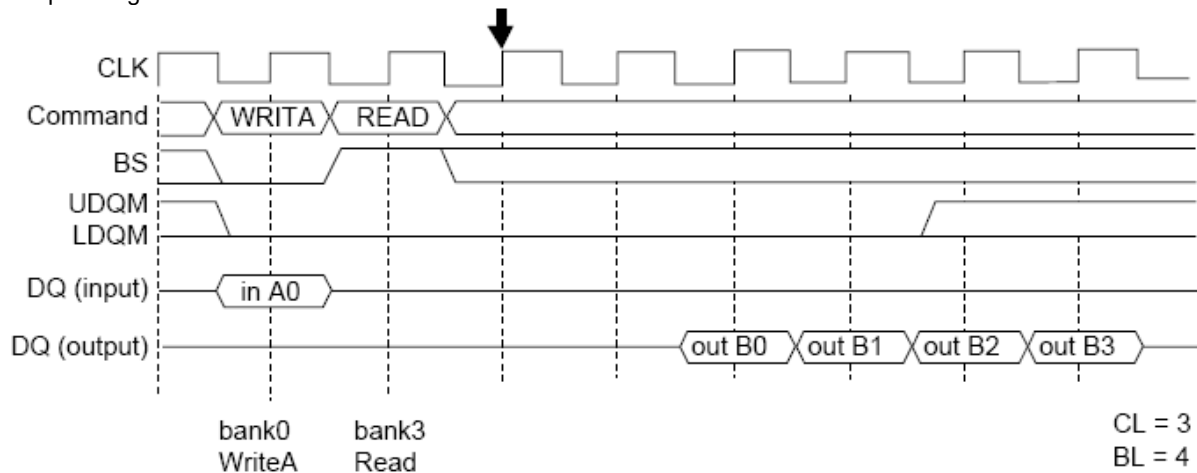 CLK
Command WRITA READ
BS
UDQM
LDQM
DQ (input) in A0
DQ (output) out B0 out B1 out B2 out B3
bank0 bank3 CL = 3
WriteA Read BL = 4